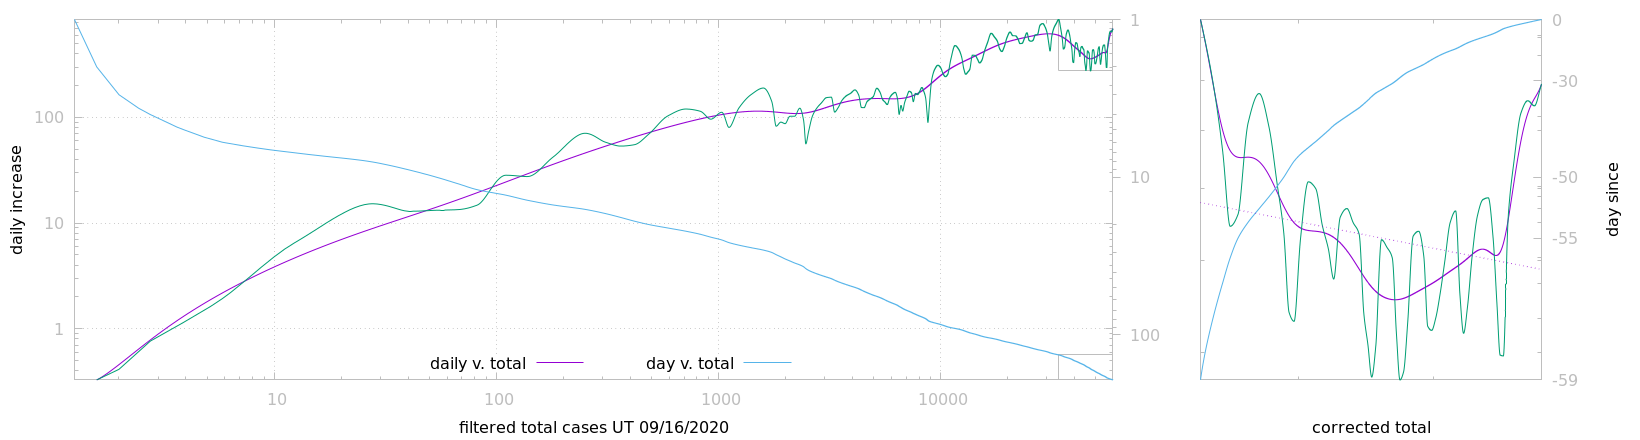 daily increase
100
10
1
10
100
1000
10000
1
10
100
daily v. total
day v. total
filtered total cases UT 09/16/2020
0
-30
-50
-55
-59
day since
corrected total